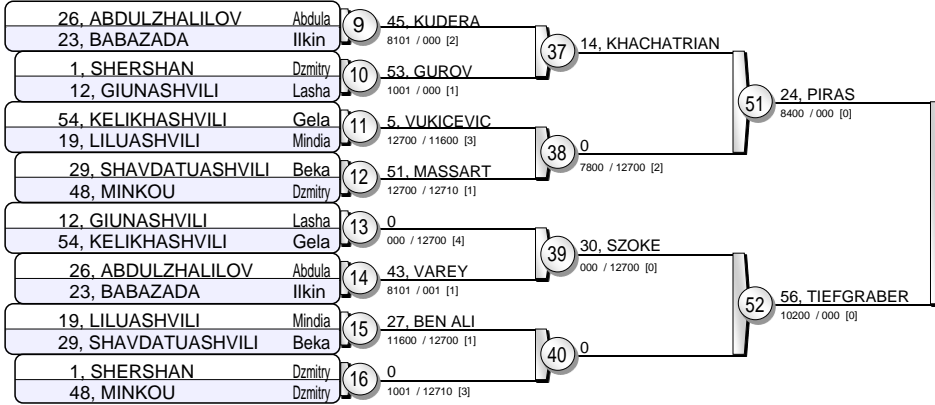 26, ABDULZHALILOV Abdula
23, BABAZADA Ilkin
9
45, KUDERA
8101 / 000 [2]
1, SHERSHAN Dzmitry
12, GIUNASHVILI Lasha
10
53, GUROV
1001 / 000 [1]
37
14, KHACHATRIAN
54, KELIKHASHVILI Gela
19, LILUASHVILI Mindia
11
5, VUKICEVIC
12700 / 11600 [3]
29, SHAVDATUASHVILI Beka
48, MINKOU Dzmitry
12
51, MASSART
12700 / 12710 [1]
38
0
7800 / 12700 [2]
51
24, PIRAS
8400 / 000 [0]
12, GIUNASHVILI Lasha
54, KELIKHASHVILI Gela
13
0
000 / 12700 [4]
26, ABDULZHALILOV Abdula
23, BABAZADA Ilkin
14
43, VAREY
8101 / 001 [1]
39
30, SZOKE
000 / 12700 [0]
19, LILUASHVILI Mindia
29, SHAVDATUASHVILI Beka
15
27, BEN ALI
11600 / 12700 [1]
1, SHERSHAN Dzmitry
48, MINKOU Dzmitry
16
0
1001 / 12710 [3]
40
0
52
56, TIEFGRABER
10200 / 000 [0]